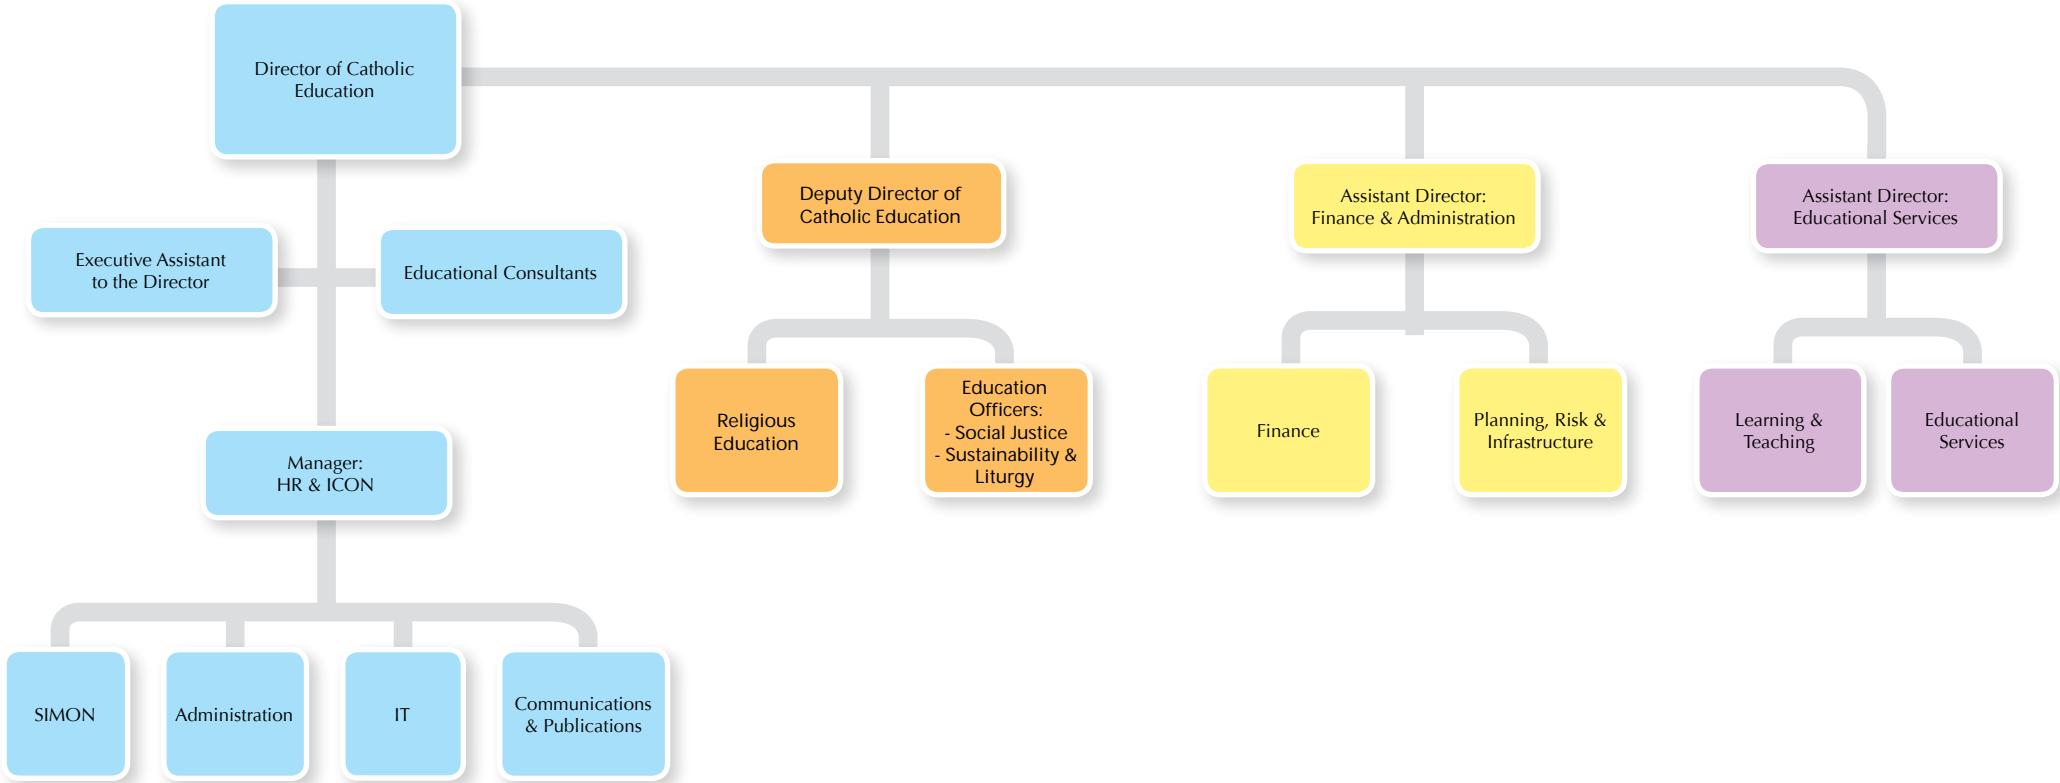 Director of Catholic
Education
Deputy Director of
Catholic Education
Assistant Director:
Finance & Administration
Assistant Director:
Educational Services
Executive Assistant
to the Director
Educational Consultants
Religious
Education
Education
Officers:
- Social Justice
- Sustainability &
Liturgy
Finance
Planning, Risk &
Infrastructure
Learning &
Teaching
Educational
Services
Manager:
HR & ICON
SIMON
Administration
IT
Communications
& Publications